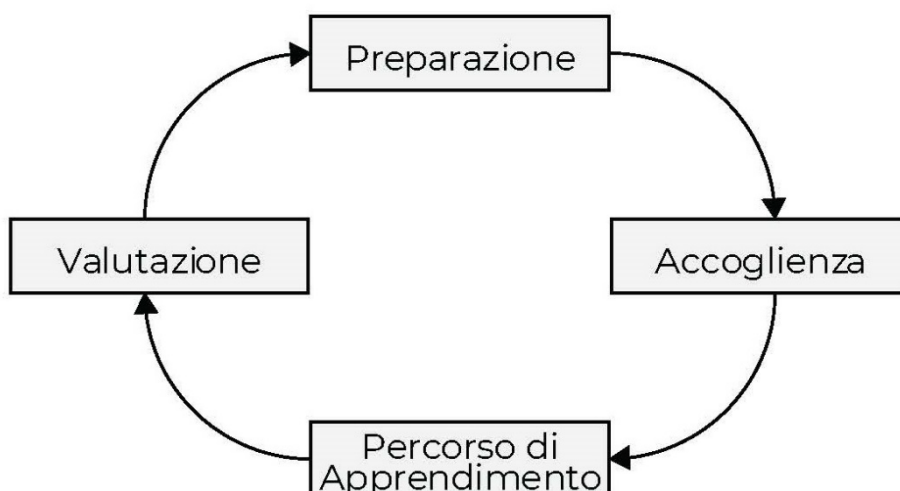 Preparazione
Valutazione
Accoglienza
Percorso di
Apprendimento